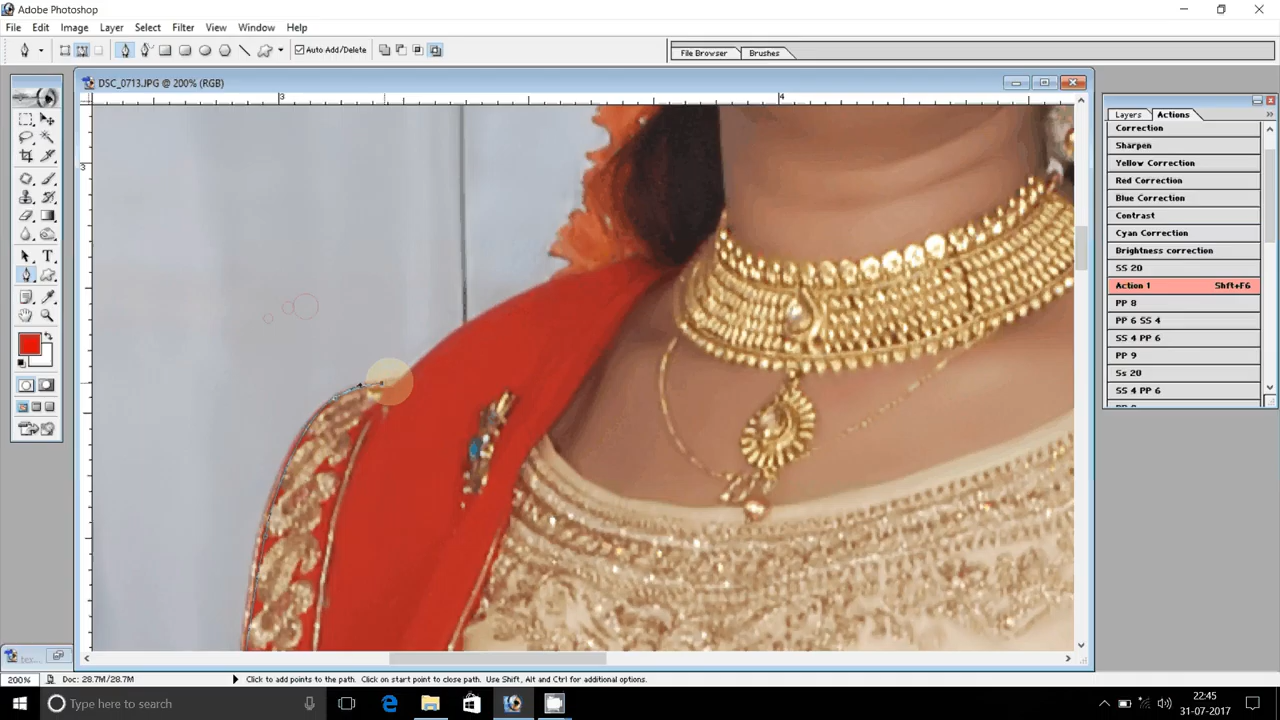 Adobe Photoshop
File Edit Image Layer Select Filter View Window Help
Auto Add/Delete
File Browser Brushes
DSC_0713.JPG @ 200% (RGB)
3 4
3
Layers Actions
Correction
Sharpen
Yellow Correction
Red Correction
Blue Correction
Contrast
Cyan Correction
Brightness correction
SS 20
Action 1 Shft+F6
PP 8
PP 6 SS 4
SS 4 PP 6
PP 9
Ss 20
SS 4 PP 6
tex...
200% Doc: 28.7M/28.7M Click to add points to the path. Click on start point to close path. Use Shift, Alt and Ctrl for additional options.
Type here to search
22:45
31-07-2017